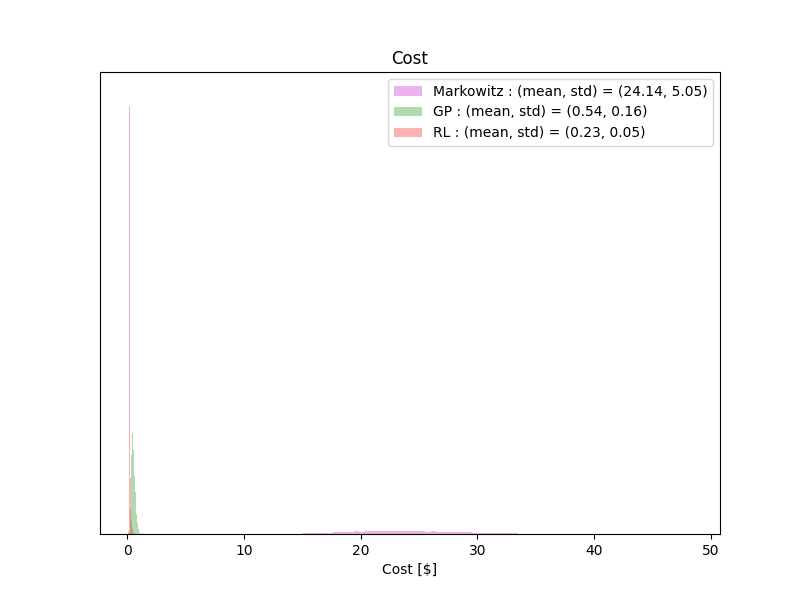 Cost
Markowitz : (mean, std) = (24.14, 5.05)
GP : (mean, std) = (0.54, 0.16)
RL : (mean, std) = (0.23, 0.05)
0 10 20 30 40 50
Cost [$]